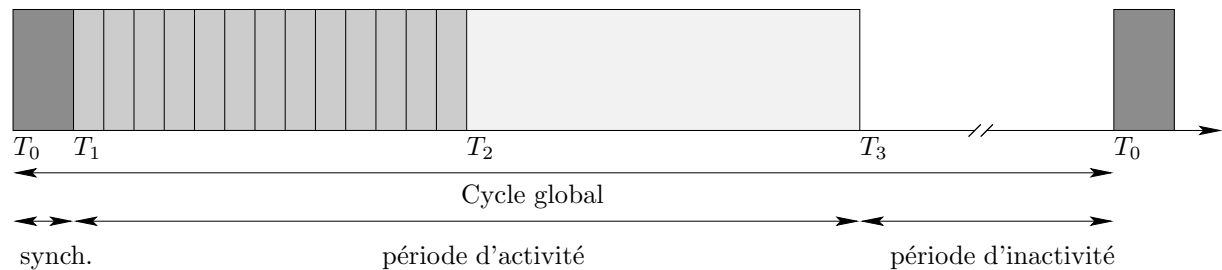 T0 T1 T2 T3 T0
Cycle global
synch. période d'activité période d'inactivité